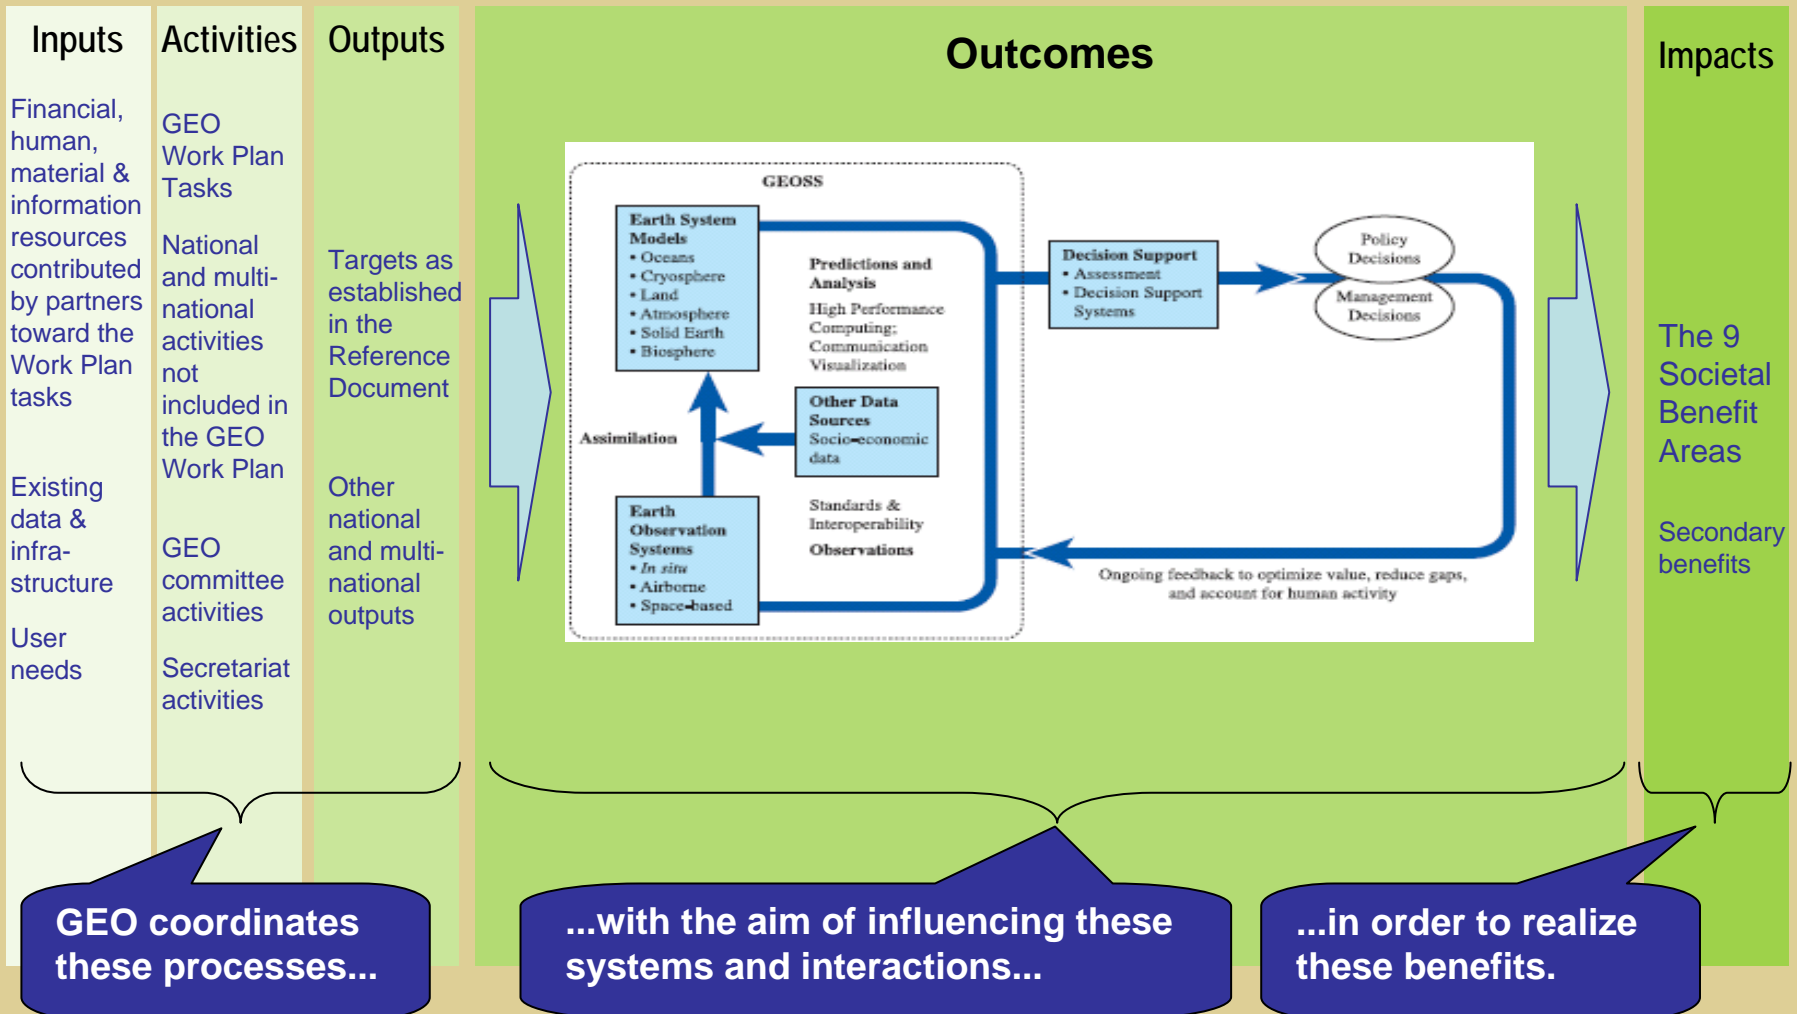 Inputs
Financial,
human,
material &
information
resources
contributed
by partners
toward the
Work Plan
tasks
Existing
data &
infra-
structure
User
needs
Activities
GEO
Work Plan
Tasks
National
and multi-
national
activities
not
included in
the GEO
Work Plan
GEO
committee
activities
Secretariat
activities
Outputs
Targets as
established
in the
Reference
Document
Other
national
and multi-
national
outputs
Outcomes
GEOSS
Earth System
Models
• Oceans
• Cryosphere
• Land
• Atmosphere
• Solid Earth
• Biosphere
Predictions and
Analysis
High Performance
Computing;
Communication
Visualization
Other Data
Sources
Socio-economic
data
Assimilation
Earth
Observation
Systems
• In situ
• Airborne
• Space-based
Standards &
Interoperability
Observations
Decision Support
• Assessment
• Decision Support
Systems
Policy
Decisions
Management
Decisions
Ongoing feedback to optimize value, reduce gaps,
and account for human activity
Impacts
The 9
Societal
Benefit
Areas
Secondary
benefits
GEO coordinates
these processes...
...with the aim of influencing these
systems and interactions...
...in order to realize
these benefits.